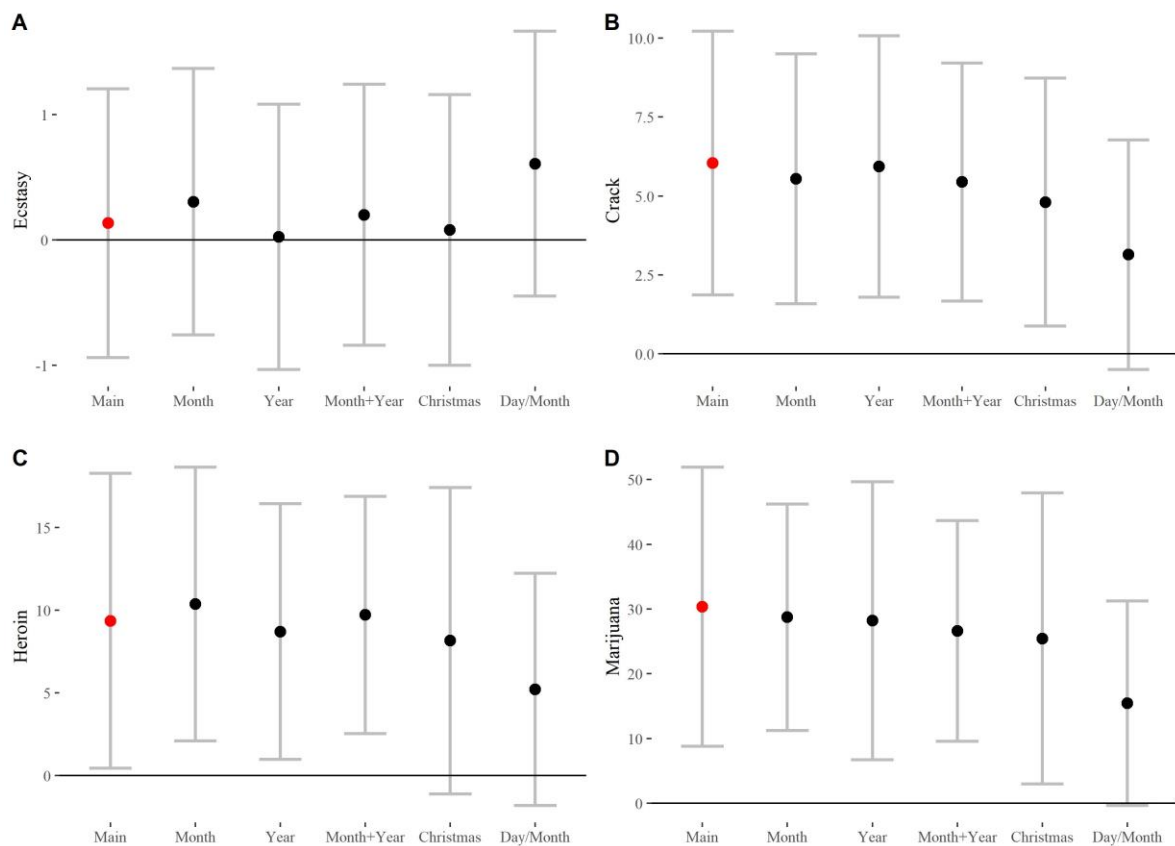 A
Ecstasy
1
0
-1
Main Month Year Month+Year Christmas Day/Month
B
Crack
10.0
7.5
5.0
2.5
0.0
Main Month Year Month+Year Christmas Day/Month
C
Heroin
15
10
5
0
Main Month Year Month+Year Christmas Day/Month
D
Marijuana
50
40
30
20
10
0
Main Month Year Month+Year Christmas Day/Month